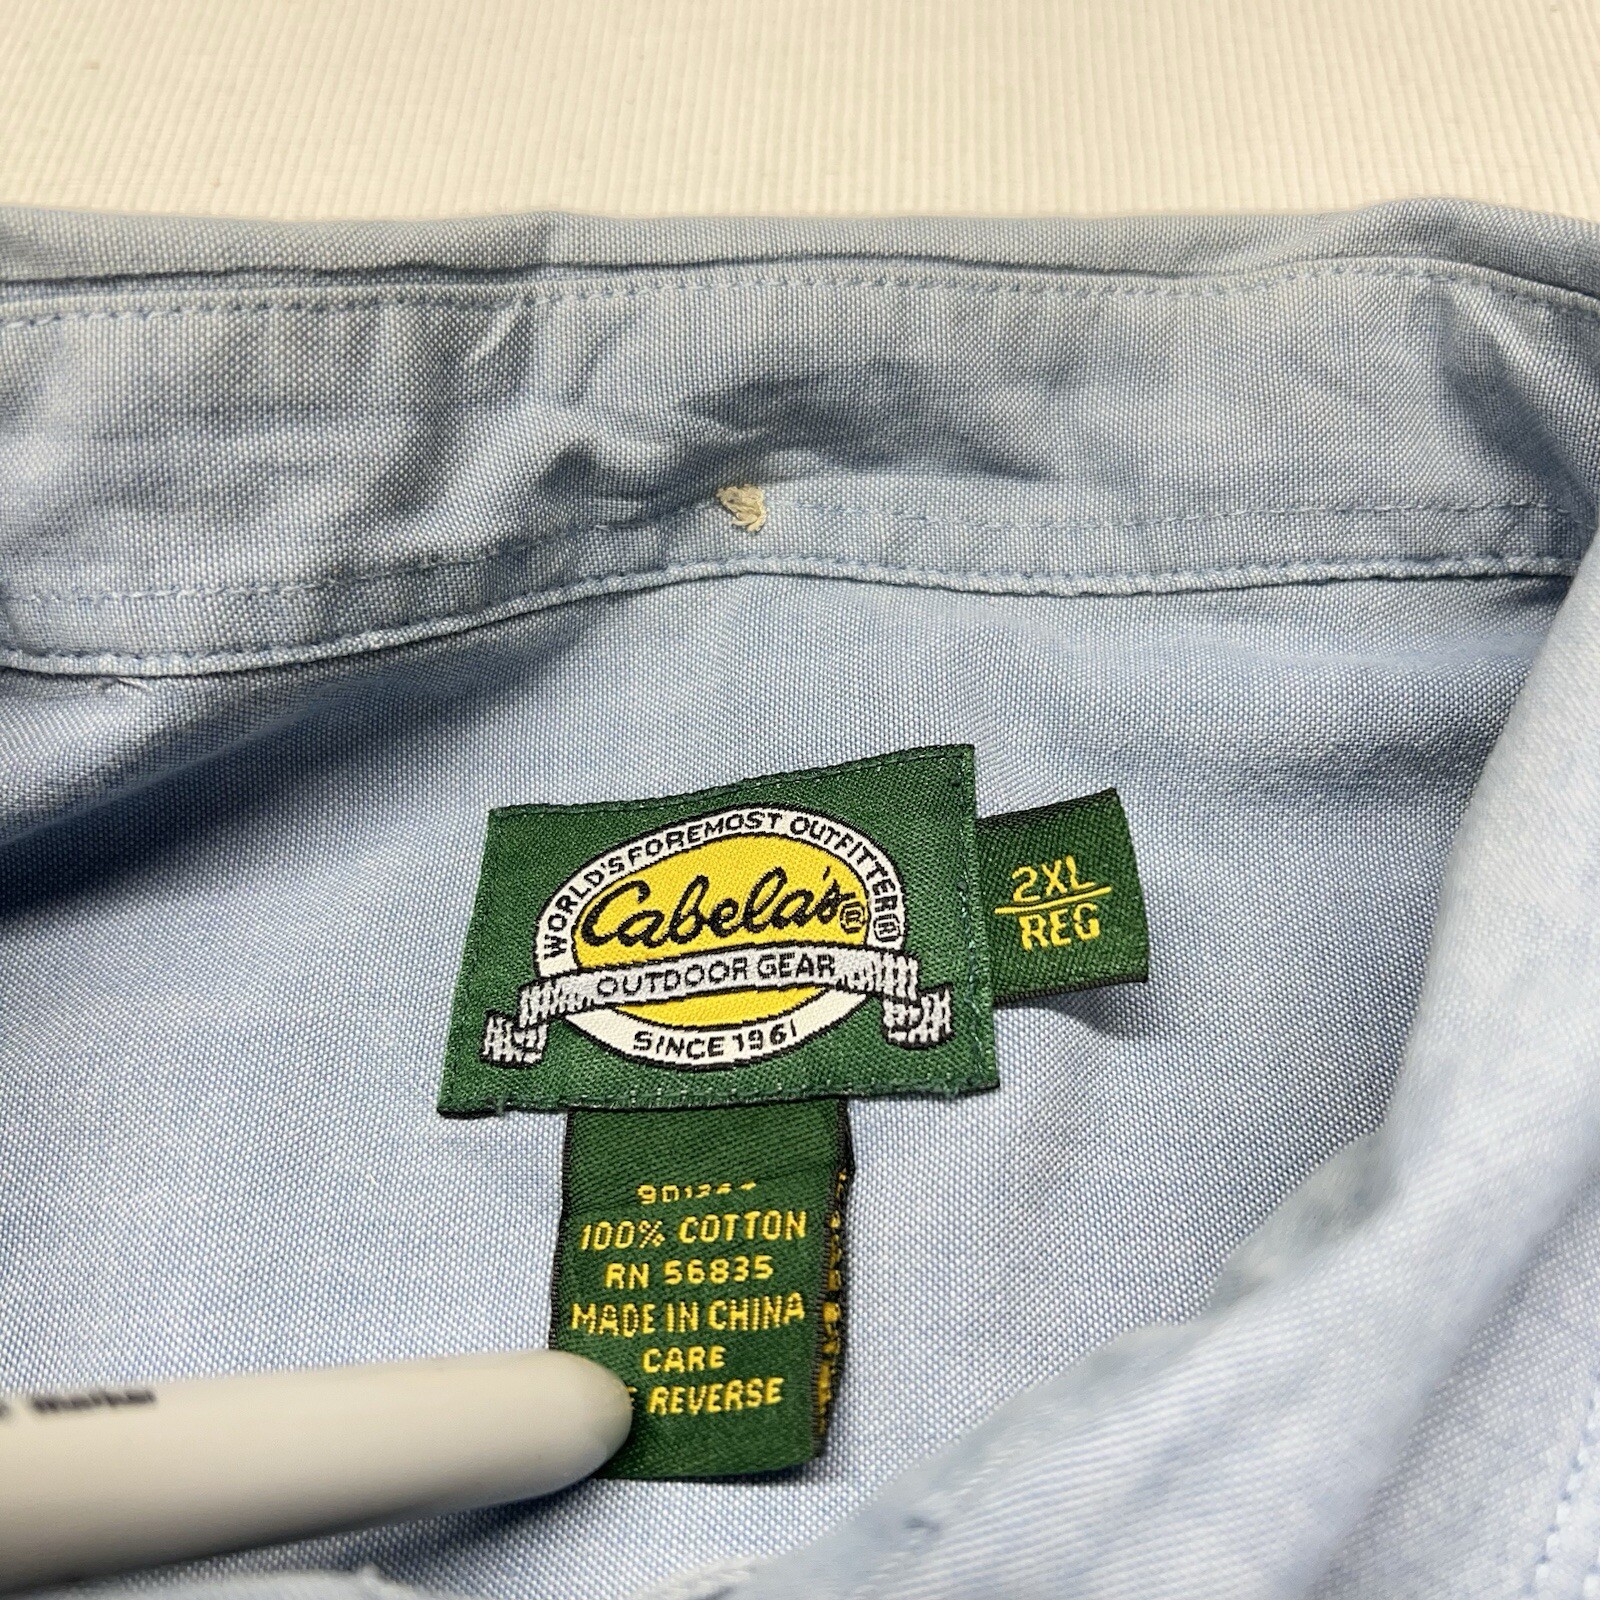 WORLD'S FOREMOST OUTFITTER®
Cabela's®
OUTDOOR GEAR
SINCE 1961
2XL
REG
100% COTTON
RN 56835
MADE IN CHINA
CARE
REVERSE